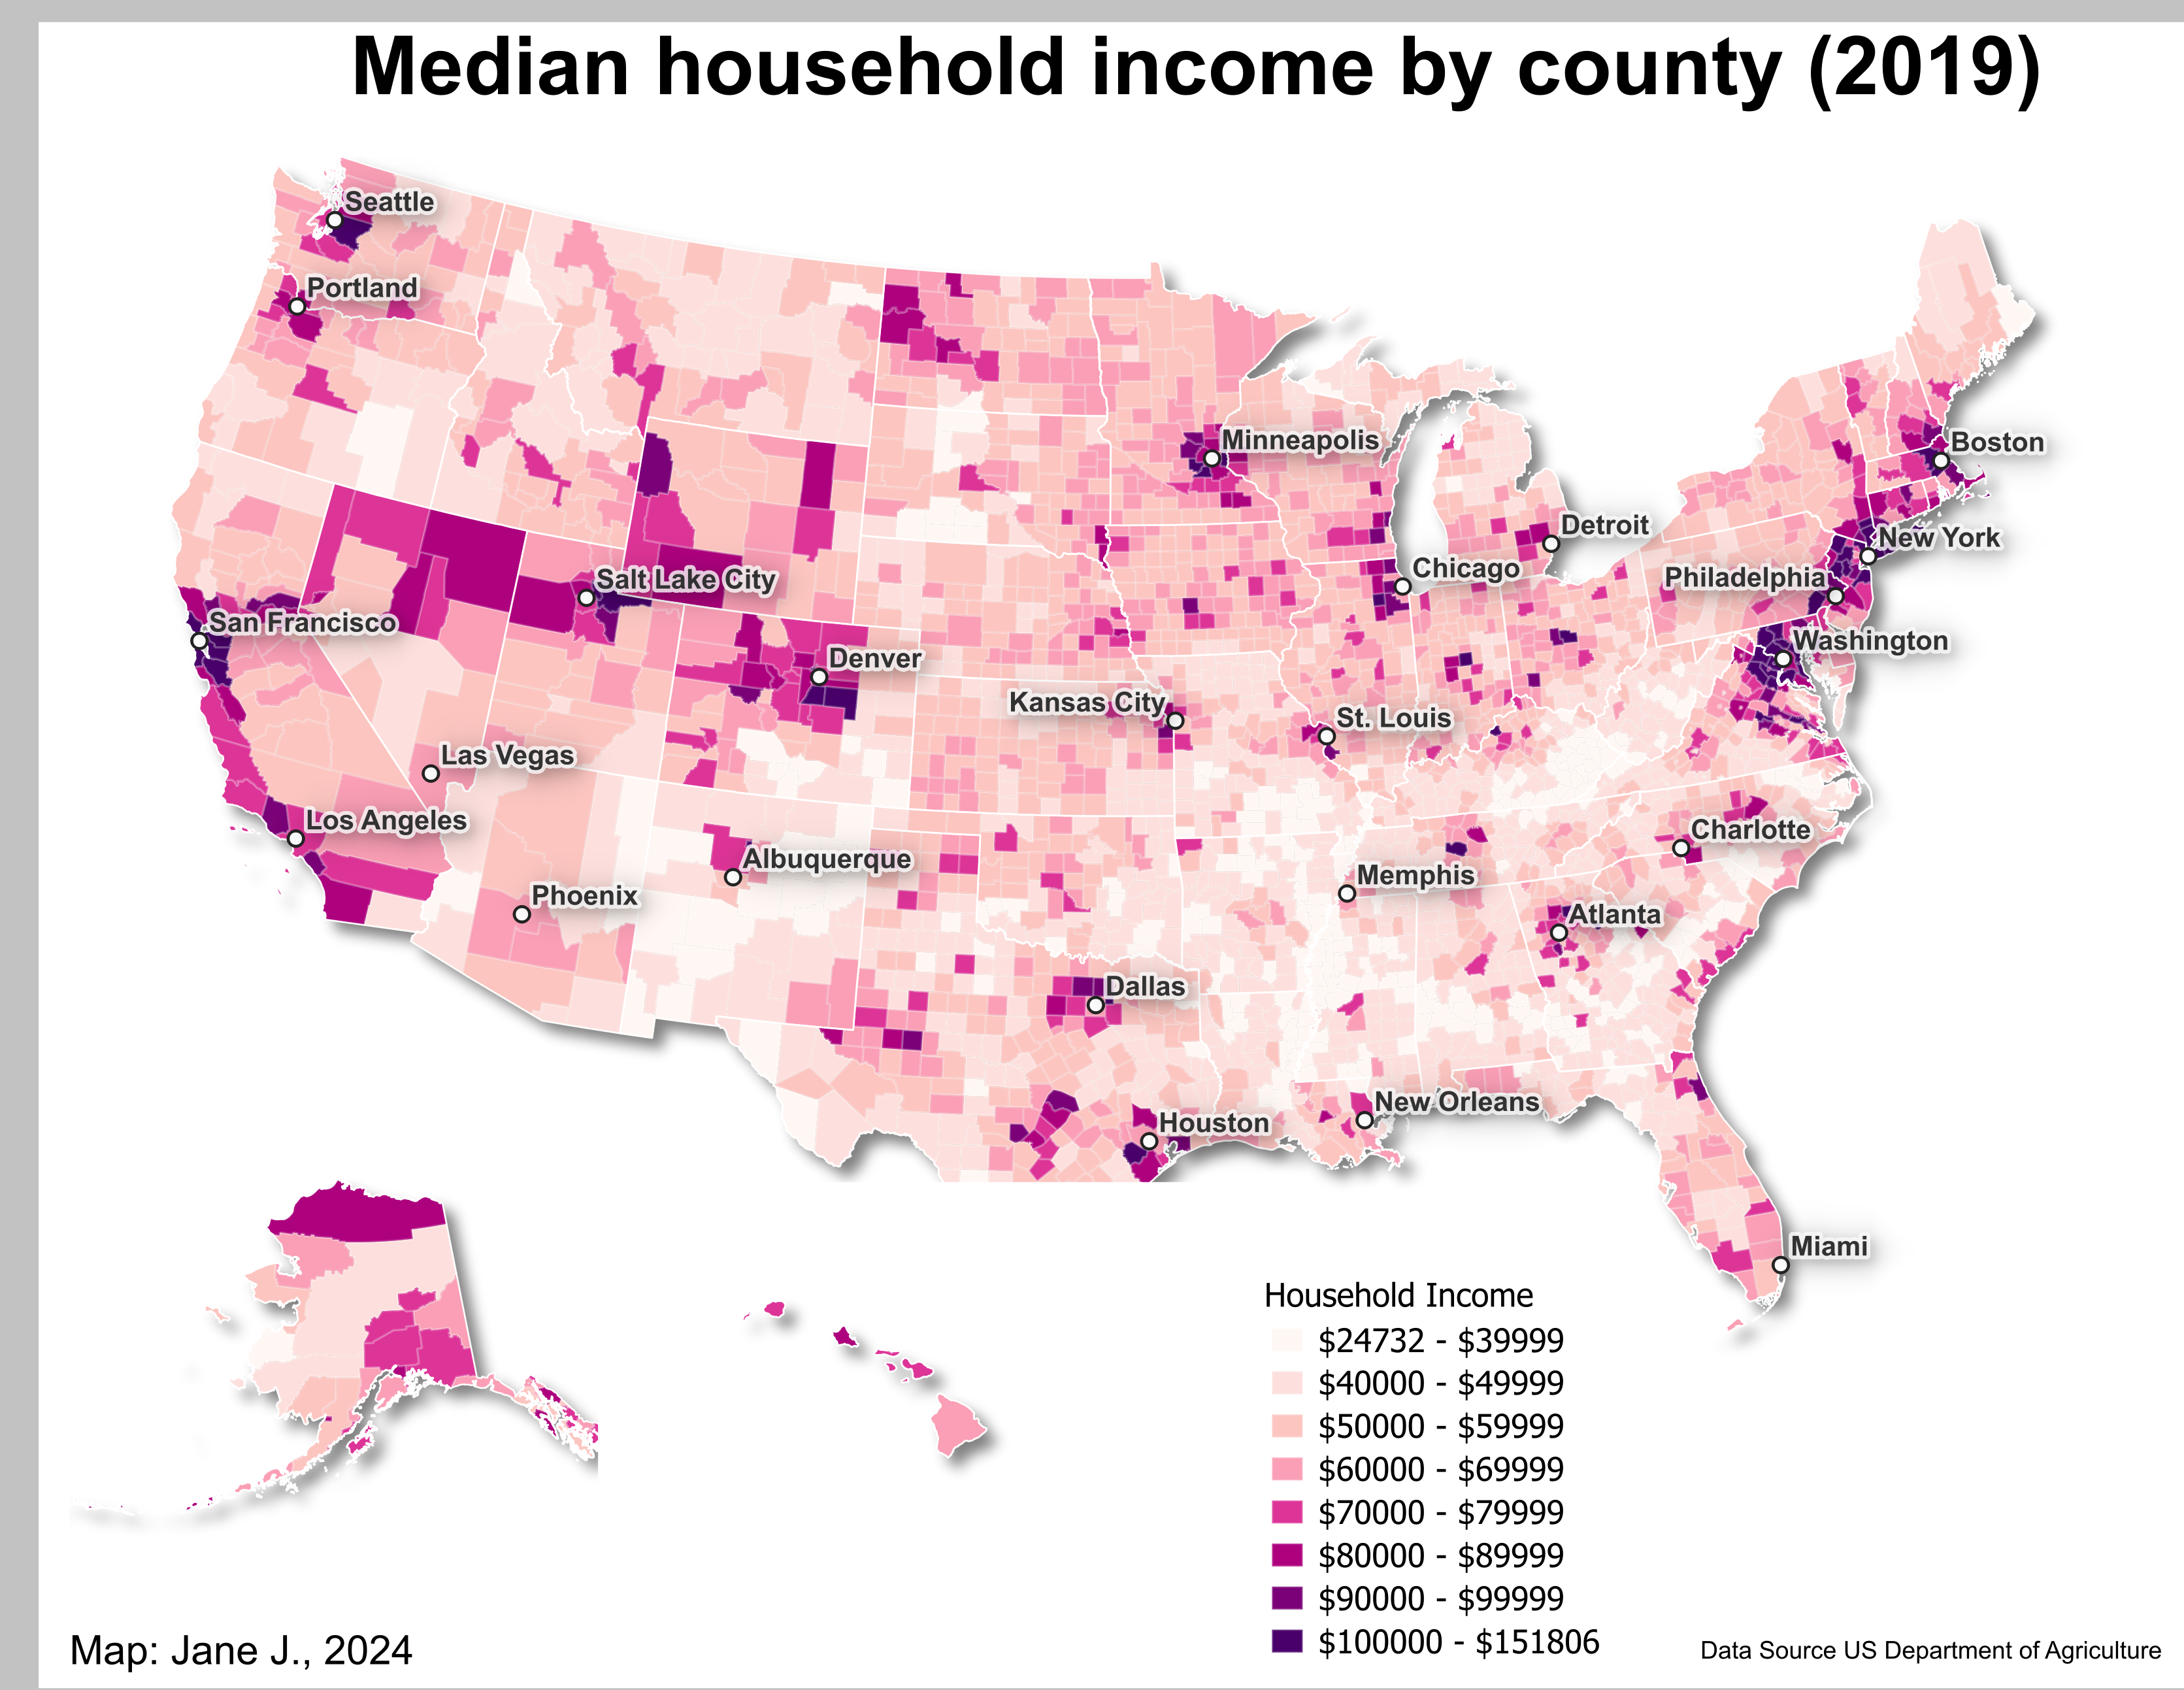 Median household income by county (2019)
Seattle
Portland
Minneapolis
Boston
Detroit
New York
Chicago
Salt Lake City
Philadelphia
San Francisco
Washington
Denver
Kansas City
St. Louis
Las Vegas
Los Angeles
Charlotte
Albuquerque
Memphis
Phoenix
Atlanta
Dallas
New Orleans
Houston
Miami
Household Income
$24732 - $39999
$40000 - $49999
$50000 - $59999
$60000 - $69999
$70000 - $79999
$80000 - $89999
$90000 - $99999
$100000 - $151806
Map: Jane J., 2024
Data Source US Department of Agriculture